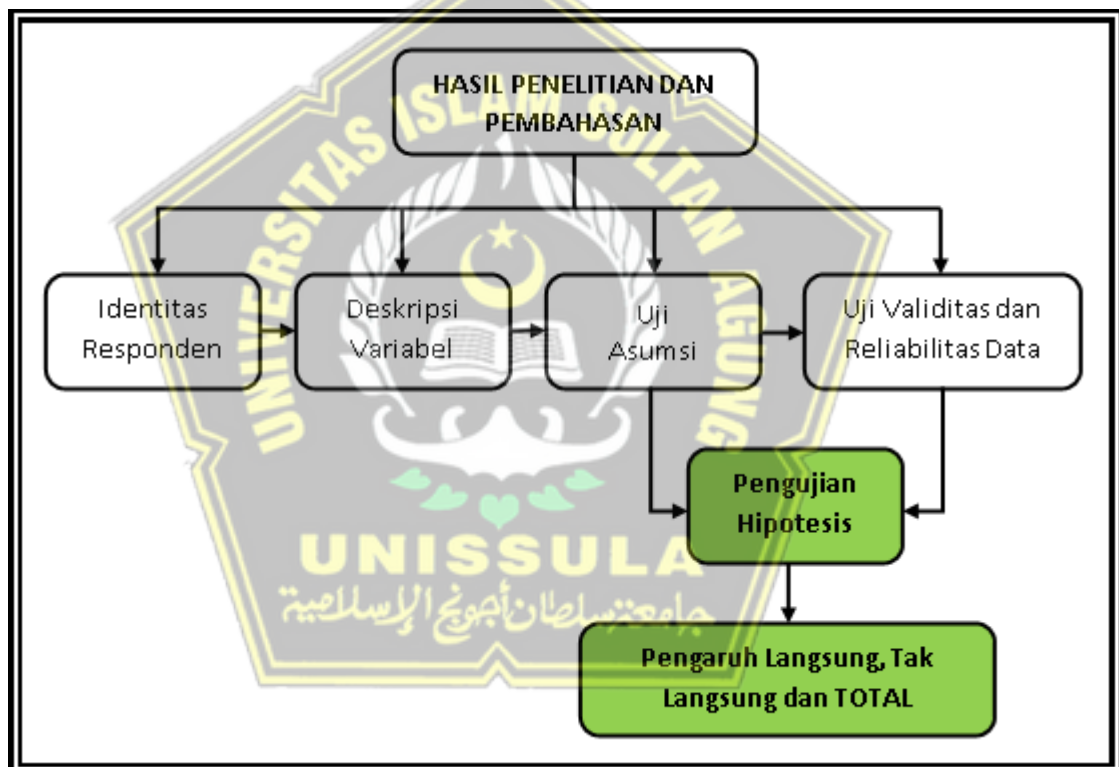 HASIL PENELITIAN DAN
PEMBAHASAN
UNIVERSITAS ISLAM SULTAN AGUNG
Identitas
Responden
Deskripsi
Variabel
Uji
Asumsi
Uji Validitas dan
Reliabilitas Data
Pengujian
Hipotesis
UNISSULA
جامعة سلطان أجونج الإسلامية
Pengaruh Langsung, Tak
Langsung dan TOTAL